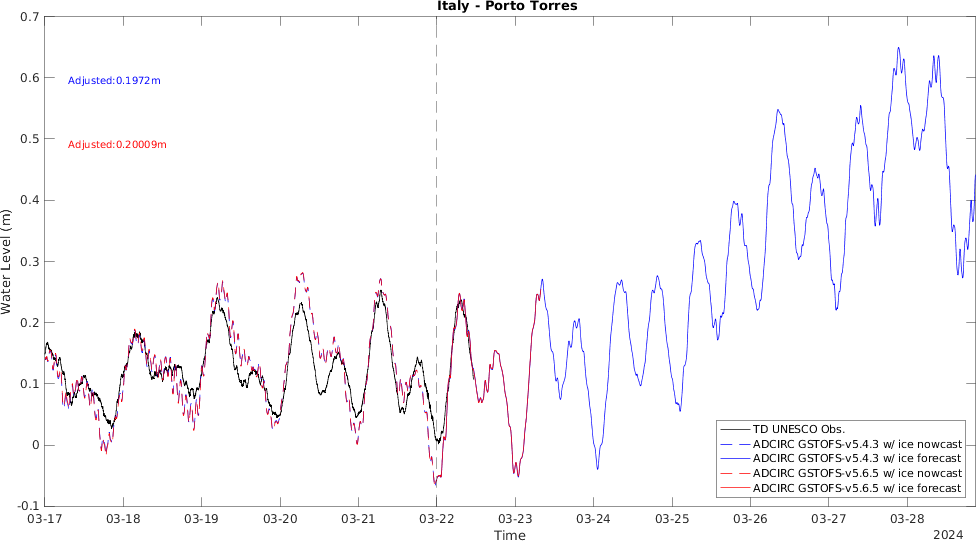 Italy - Porto Torres
0.7
0.6
0.5
0.4
0.3
0.2
0.1
0
-0.1
Water Level (m)
Adjusted:0.1972m
Adjusted:0.20009m
TD UNESCO Obs.
ADCIRC GSTOFS-v5.4.3 w/ ice nowcast
ADCIRC GSTOFS-v5.4.3 w/ ice forecast
ADCIRC GSTOFS-v5.6.5 w/ ice nowcast
ADCIRC GSTOFS-v5.6.5 w/ ice forecast
03-17 03-18 03-19 03-20 03-21 03-22 03-23 03-24 03-25 03-26 03-27 03-28
Time
2024